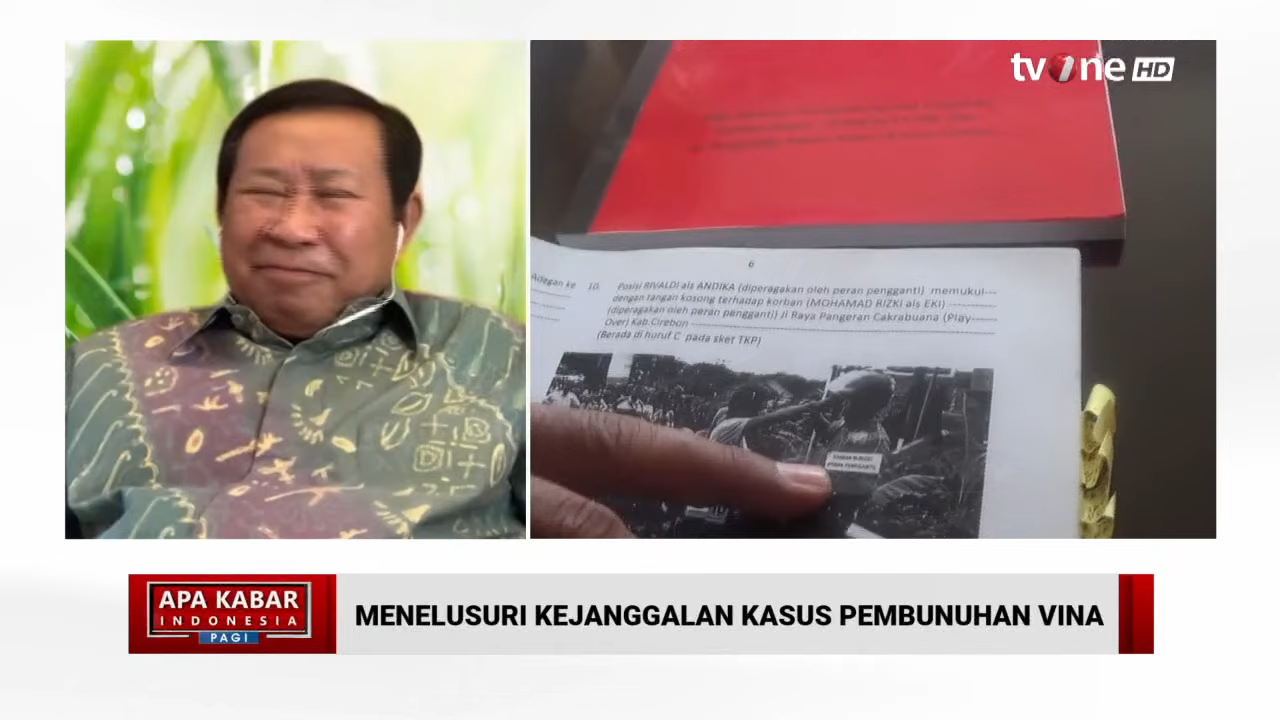 tvOne HD
6
Adegan ke 10. Posisi RIVALDI als ANDIKA (diperagakan oleh peran pengganti) memukul
dengan tangan kosong terhadap korban (MOHAMAD RIZKI als EKI)
(diperagakan oleh peran pengganti) Jl Raya Pangeran Cakrabuana (Play
Over) Kab.Cirebon
(Berada di huruf C pada sket TKP)
APA KABAR
INDONESIA
PAGI
MENELUSURI KEJANGGALAN KASUS PEMBUNUHAN VINA